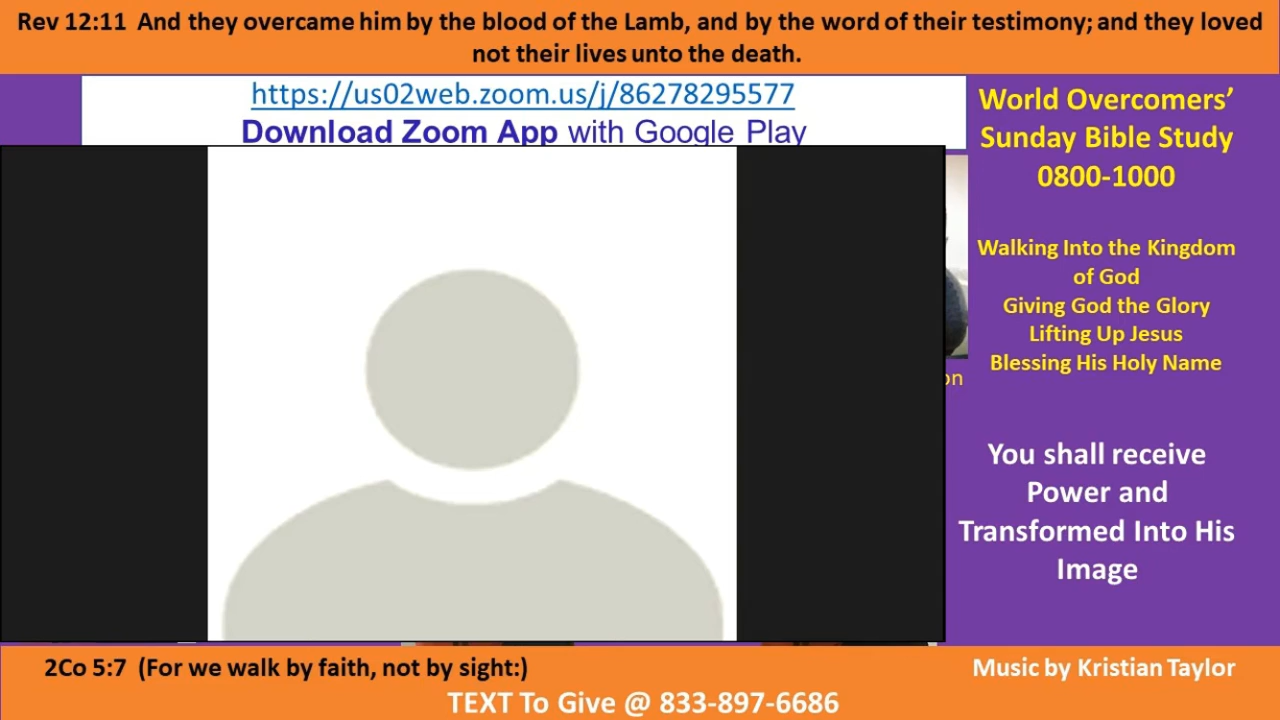 Rev 12:11  And they overcame him by the blood of the Lamb, and by the word of their testimony; and they loved
not their lives unto the death.
https://us02web.zoom.us/j/86278295577
Download Zoom App with Google Play
World Overcomers’
Sunday Bible Study
0800-1000
Walking Into the Kingdom
of God
Giving God the Glory
Lifting Up Jesus
Blessing His Holy Name
You shall receive
Power and
Transformed Into His
Image
2Co 5:7  (For we walk by faith, not by sight:)
Music by Kristian Taylor
TEXT To Give @ 833-897-6686